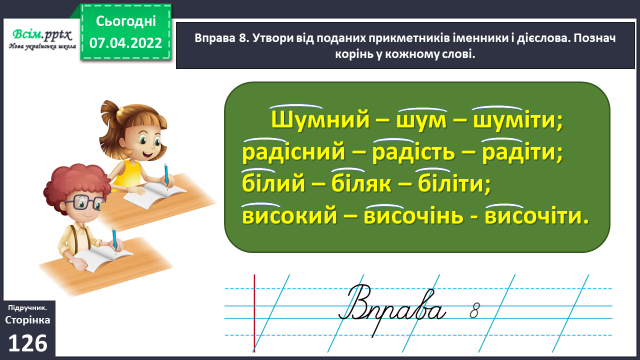 Всім.pptx
Нова українська школа
Сьогодні
07.04.2022
Вправа 8. Утвори від поданих прикметників іменники і дієслова. Познач
корінь у кожному слові.
Шумний – шум – шуміти;
радісний – радість – радіти;
білий – біляк – біліти;
високий – височінь - височіти.
Вправа 8
Підручник.
Сторінка
126